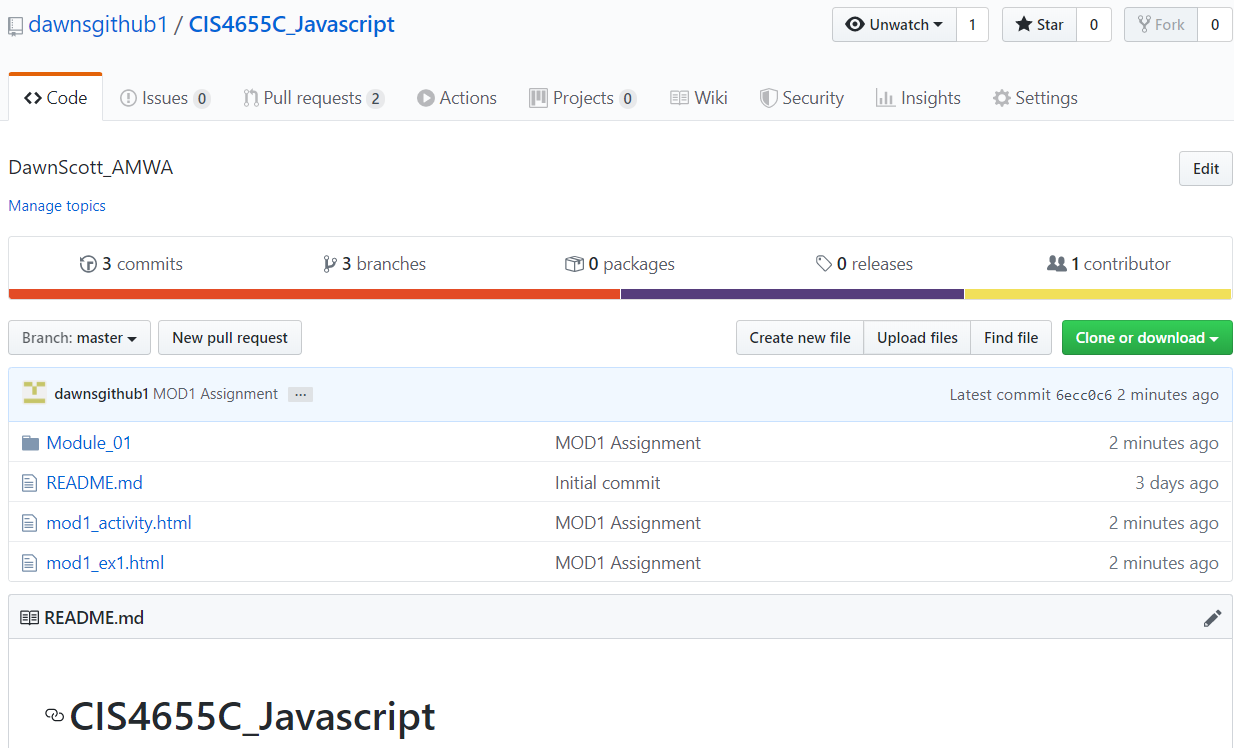 dawnsgithub1 / CIS4655C_Javascript Unwatch 1 Star 0 Fork 0
Code Issues 0 Pull requests 2 Actions Projects 0 Wiki Security Insights Settings
DawnScott_AMWA Edit
Manage topics
3 commits 3 branches 0 packages 0 releases 1 contributor
Branch: master New pull request Create new file Upload files Find file Clone or download
dawnsgithub1 MOD1 Assignment ... Latest commit 6ecc0c6 2 minutes ago
Module_01 MOD1 Assignment 2 minutes ago
README.md Initial commit 3 days ago
mod1_activity.html MOD1 Assignment 2 minutes ago
mod1_ex1.html MOD1 Assignment 2 minutes ago
README.md
CIS4655C_Javascript